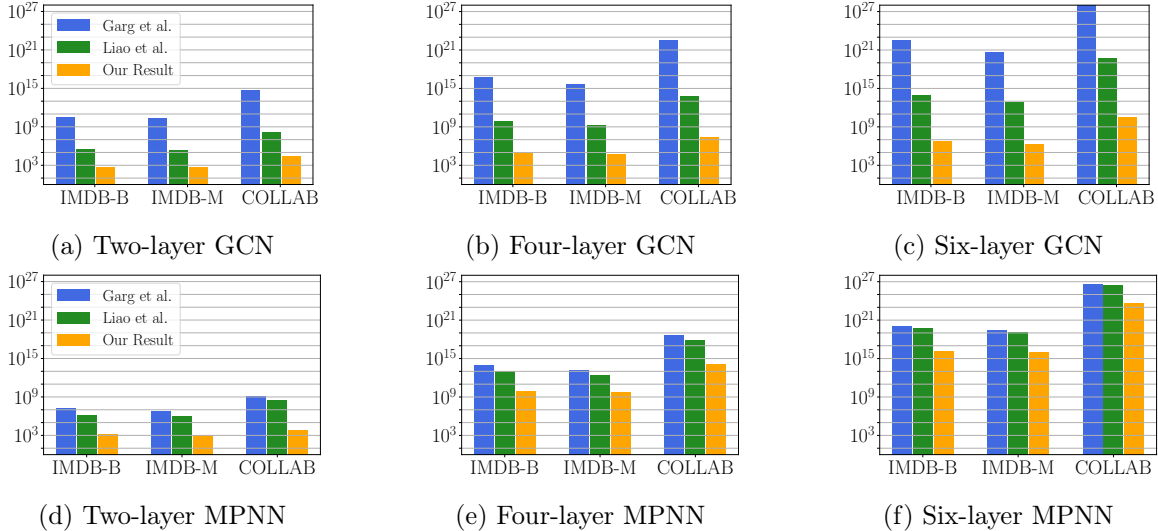 10^27
10^21
10^15
10^9
10^3
Garg et al.
Liao et al.
Our Result
IMDB-B IMDB-M COLLAB
(a) Two-layer GCN
10^27
10^21
10^15
10^9
10^3
IMDB-B IMDB-M COLLAB
(b) Four-layer GCN
10^27
10^21
10^15
10^9
10^3
IMDB-B IMDB-M COLLAB
(c) Six-layer GCN
10^27
10^21
10^15
10^9
10^3
Garg et al.
Liao et al.
Our Result
IMDB-B IMDB-M COLLAB
(d) Two-layer MPNN
10^27
10^21
10^15
10^9
10^3
IMDB-B IMDB-M COLLAB
(e) Four-layer MPNN
10^27
10^21
10^15
10^9
10^3
IMDB-B IMDB-M COLLAB
(f) Six-layer MPNN